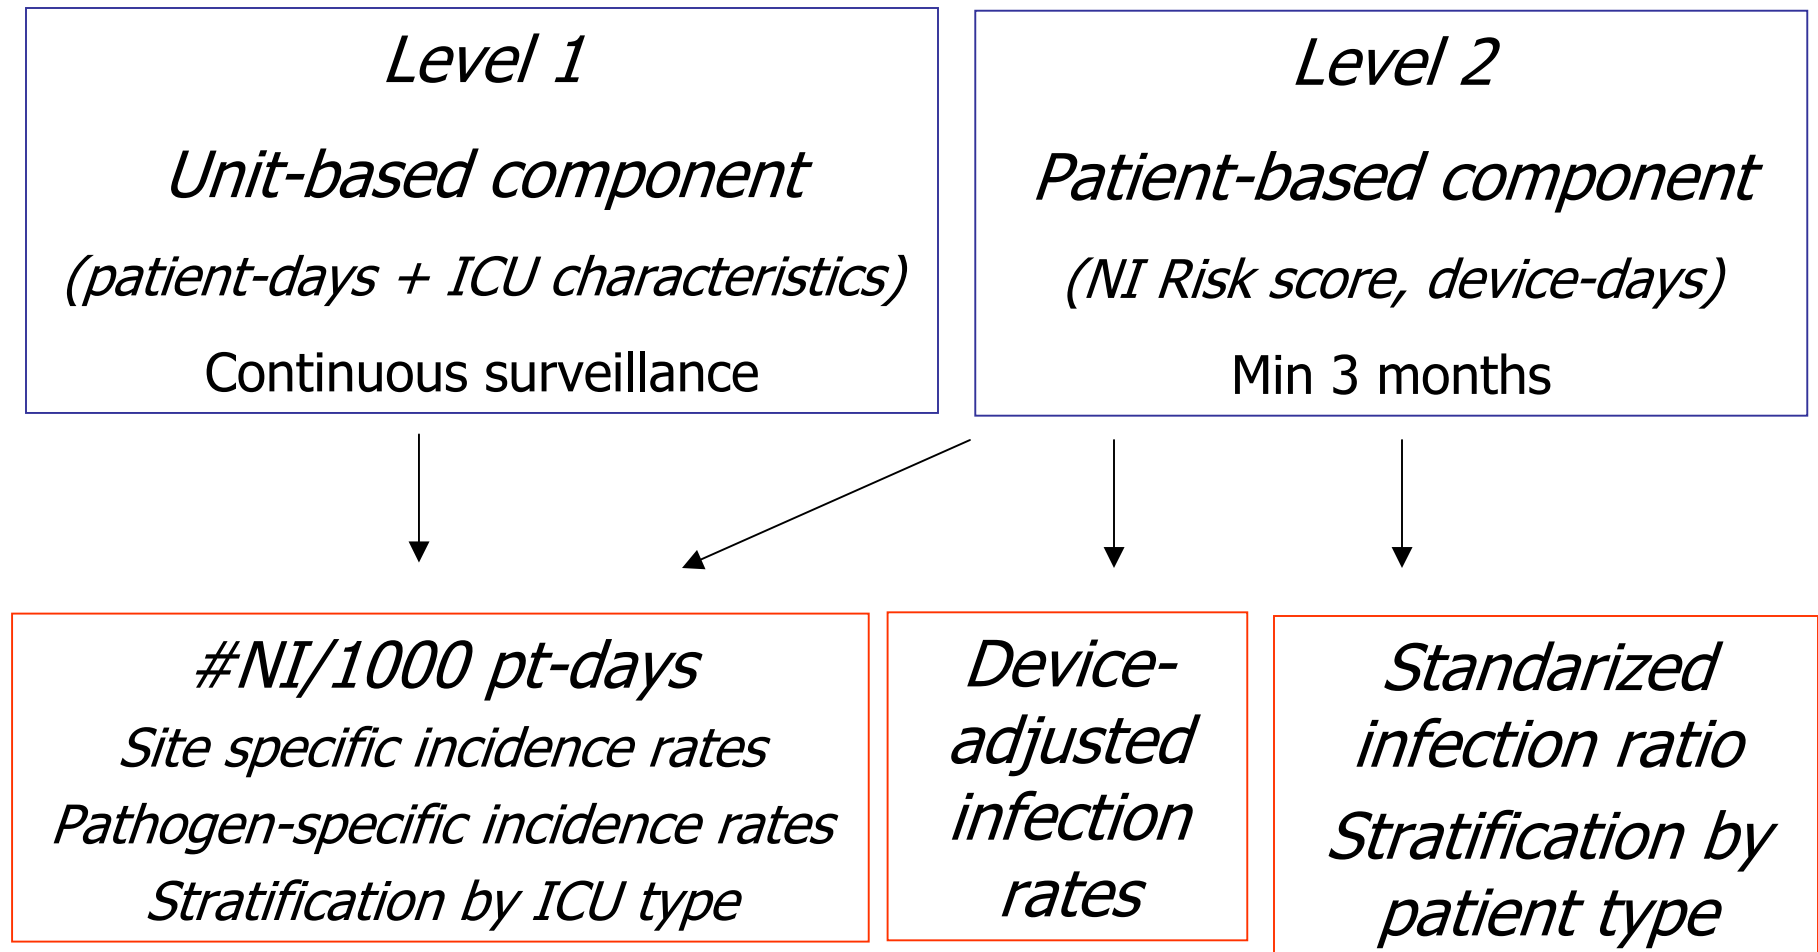 Level 1
Unit-based component
(patient-days + ICU characteristics)
Continuous surveillance
Level 2
Patient-based component
(NI Risk score, device-days)
Min 3 months
#NI/1000 pt-days
Site specific incidence rates
Pathogen-specific incidence rates
Stratification by ICU type
Device-
adjusted
infection
rates
Standarized
infection ratio
Stratification by
patient type